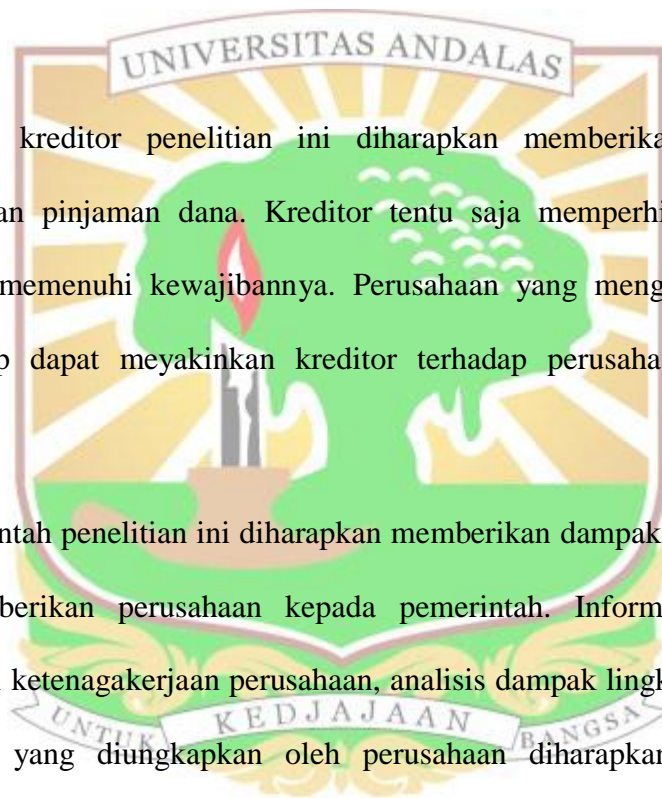 UNIVERSITAS ANDALAS
kreditor penelitian ini diharapkan memberika
an pinjaman dana. Kreditor tentu saja memperhi
memenuhi kewajibannya. Perusahaan yang meng
p dapat meyakinkan kreditor terhadap perusaha
ntah penelitian ini diharapkan memberikan dampak
berikan perusahaan kepada pemerintah. Inform
ketenagakerjaan perusahaan, analisis dampak lingk
yang diungkapkan oleh perusahaan diharapkan
UNTUK KEDJAJAAN BANGSA